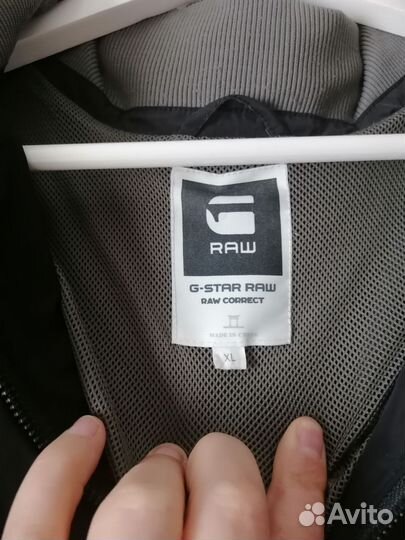 RAW
G-STAR RAW
RAW CORRECT
MADE IN CHINA
XL
Avito